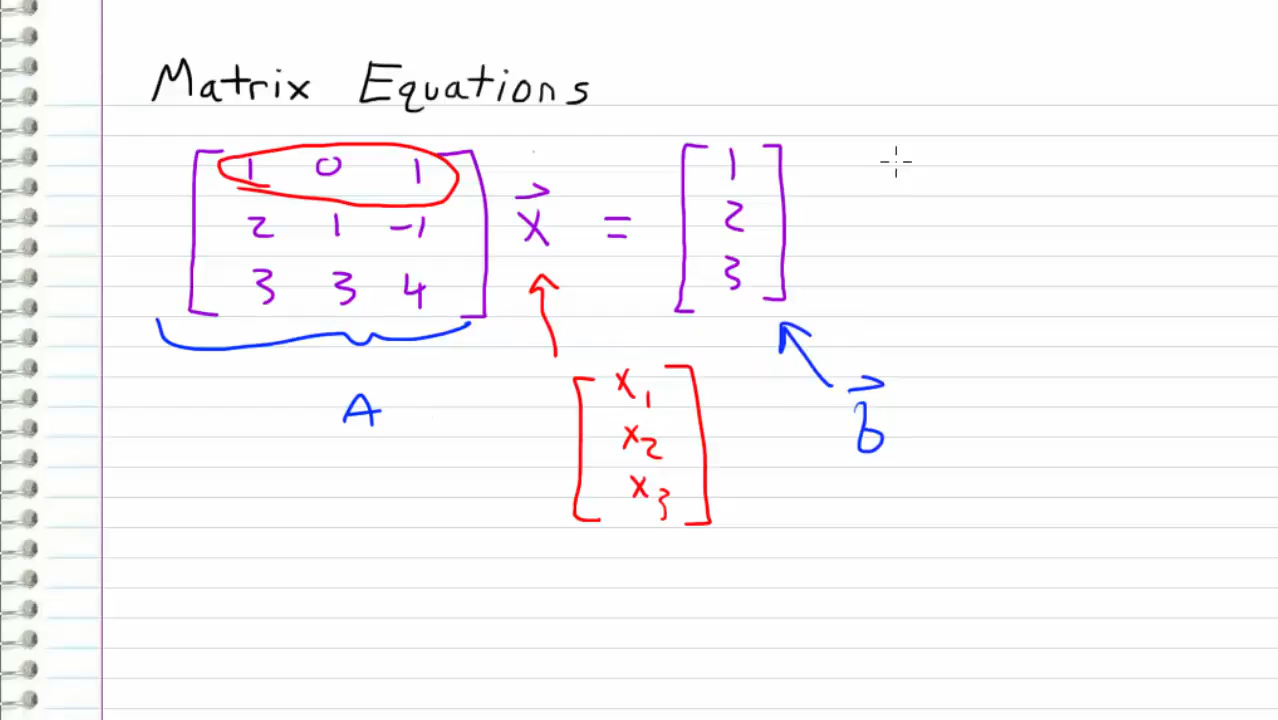 Matrix Equations
1 0 1
2 1 -1
3 3 4
x⃗ =
1
2
3
A
x₁
x₂
x₃
b⃗